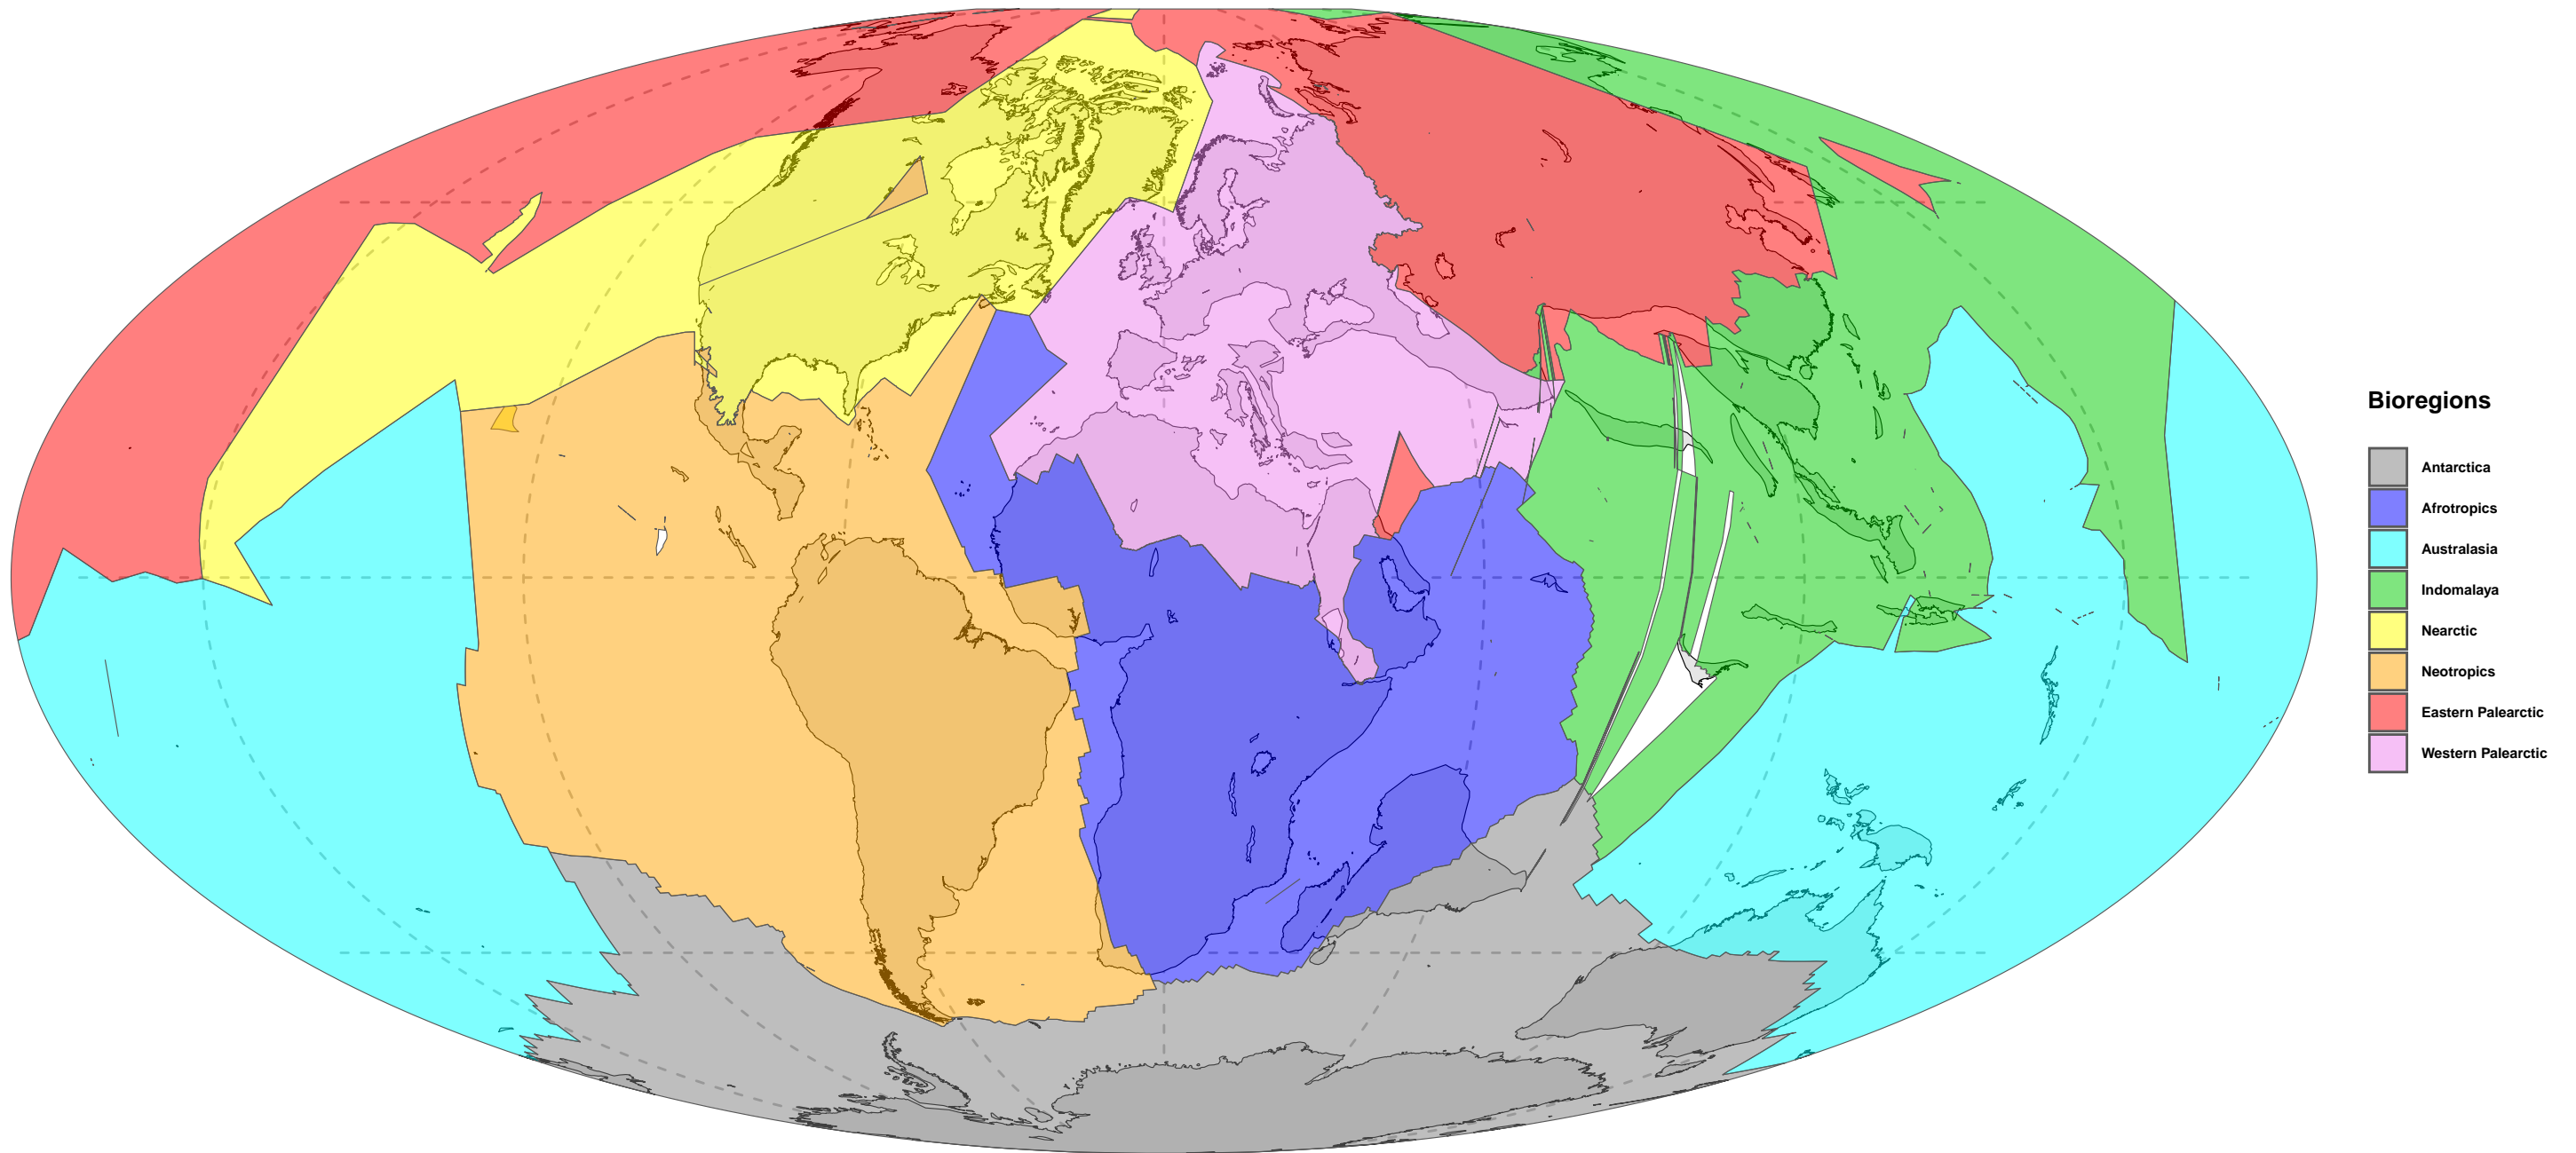 Bioregions
Antarctica
Afrotropics
Australasia
Indomalaya
Nearctic
Neotropics
Eastern Palearctic
Western Palearctic